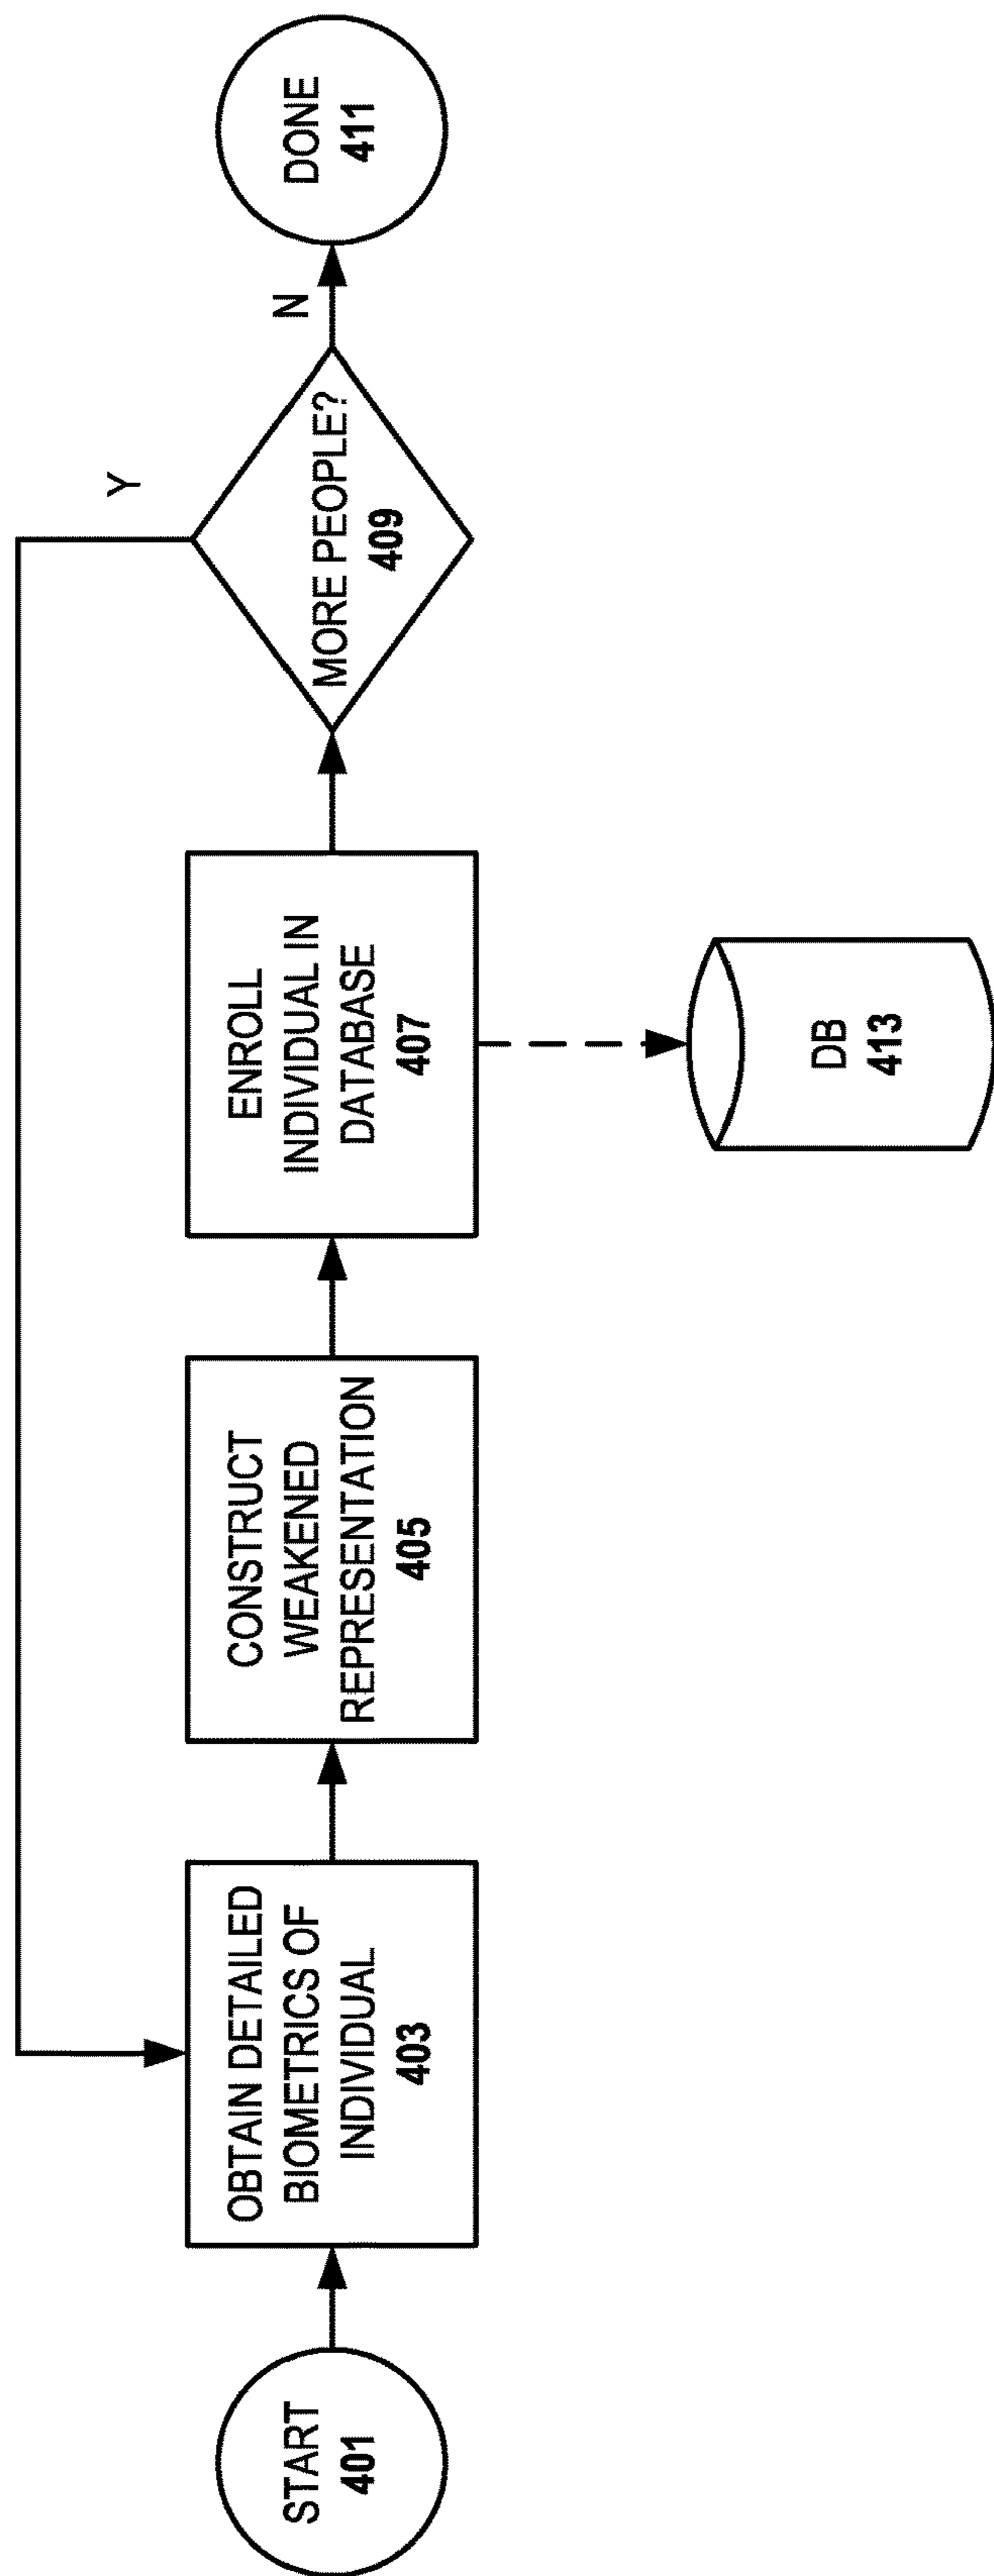 START
401
OBTAIN DETAILED
BIOMETRICS OF
INDIVIDUAL
403
CONSTRUCT
WEAKENED
REPRESENTATION
405
ENROLL
INDIVIDUAL IN
DATABASE
407
MORE PEOPLE?
409
Y
N
DONE
411
DB
413